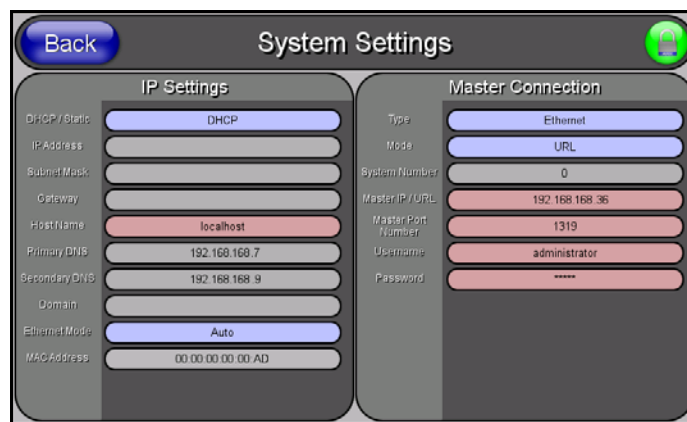 Back
System Settings
IP Settings
DHCP / Static DHCP
IP Address
Subnet Mask
Gateway
Host Name localhost
Primary DNS 192.168.168.7
Secondary DNS 192.168.168.9
Domain
Ethernet Mode Auto
MAC Address 00:00:00:00:00:AD
Master Connection
Type Ethernet
Mode URL
System Number 0
Master IP / URL 192.168.168.36
Master Port
Number 1319
Username administrator
Password *****